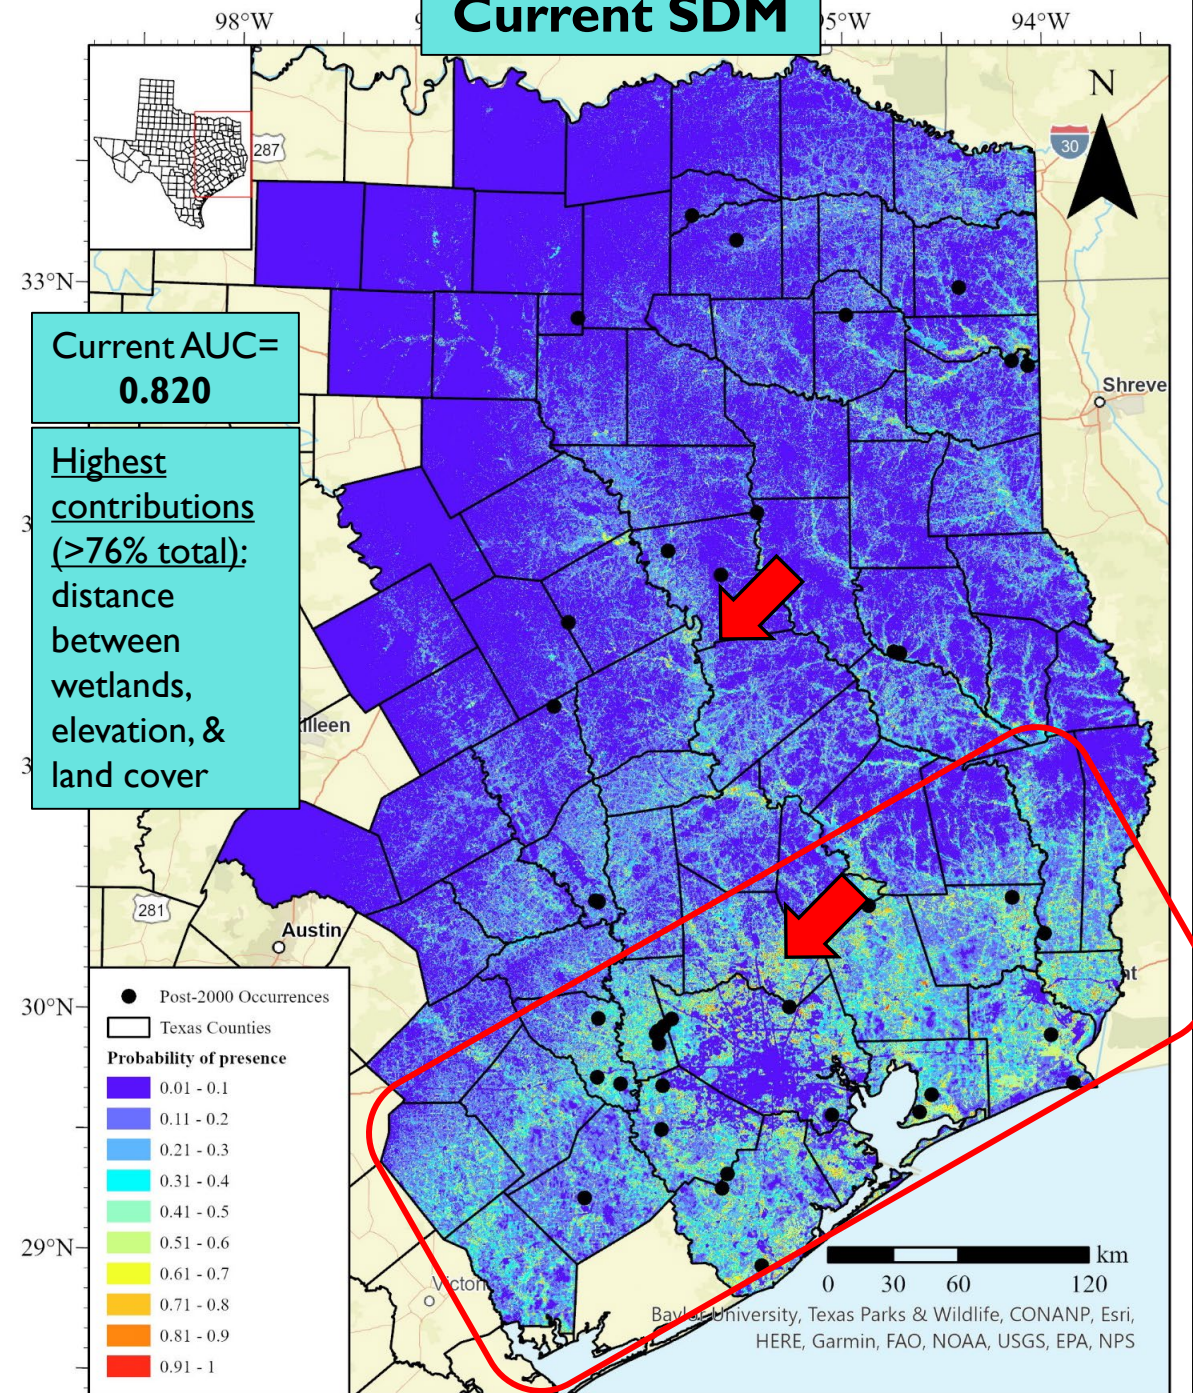 Current SDM
98°W
95°W
94°W
N
287
30
33°N
Current AUC=
0.820
Shreve
Highest
contributions
(>76% total):
distance
between
wetlands,
elevation, &
land cover
illeen
281
Austin
30°N
Post-2000 Occurrences
Texas Counties
Probability of presence
0.01 - 0.1
0.11 - 0.2
0.21 - 0.3
0.31 - 0.4
0.41 - 0.5
0.51 - 0.6
0.61 - 0.7
0.71 - 0.8
0.81 - 0.9
0.91 - 1
29°N
Victori
km
0 30 60 120
Baylor University, Texas Parks & Wildlife, CONANP, Esri,
HERE, Garmin, FAO, NOAA, USGS, EPA, NPS